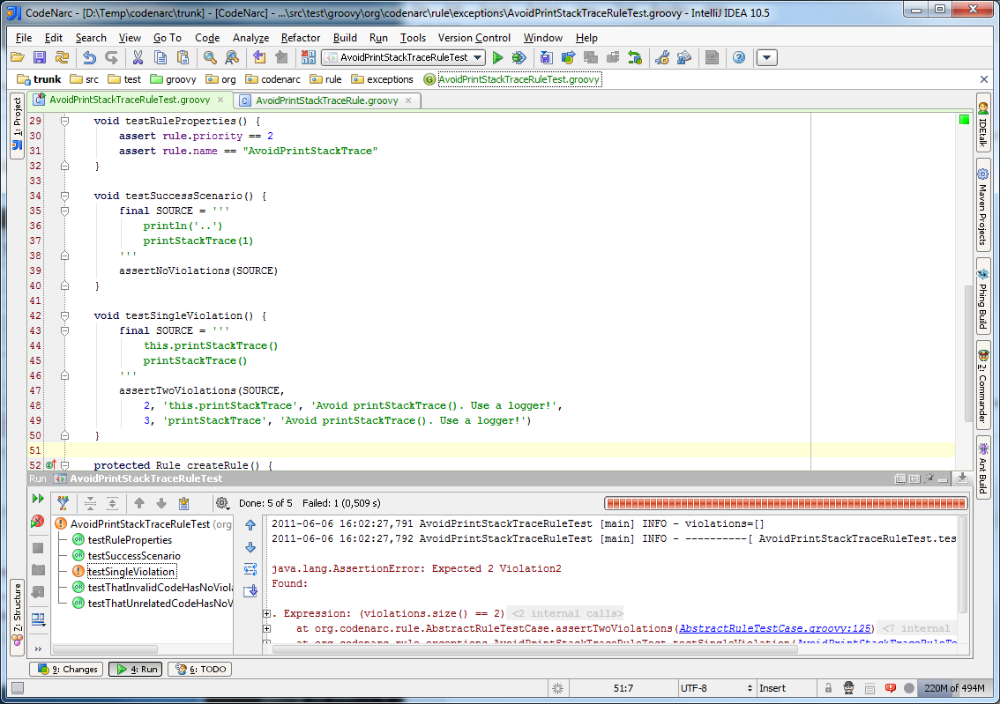 CodeNarc - [D:\Temp\codenarc\trunk] - [CodeNarc] - ...\src\test\groovy\org\codenarc\rule\exceptions\AvoidPrintStackTraceRuleTest.groovy - IntelliJ IDEA 10.5
File Edit Search View Go To Code Analyze Refactor Build Run Tools Version Control Window Help
AvoidPrintStackTraceRuleTest
trunk src test groovy org codenarc rule exceptions AvoidPrintStackTraceRuleTest.groovy
AvoidPrintStackTraceRuleTest.groovy AvoidPrintStackTraceRule.groovy
1: Project
2: Structure
IDEtalk
Maven Projects
Phing Build
2: Commander
Ant Build
29 void testRuleProperties() {
30 assert rule.priority == 2
31 assert rule.name == "AvoidPrintStackTrace"
32 }
33
34 void testSuccessScenario() {
35 final SOURCE = '''
36 println('..')
37 printStackTrace(1)
38 '''
39 assertNoViolations(SOURCE)
40 }
41
42 void testSingleViolation() {
43 final SOURCE = '''
44 this.printStackTrace()
45 printStackTrace()
46 '''
47 assertTwoViolations(SOURCE,
48 2, 'this.printStackTrace', 'Avoid printStackTrace(). Use a logger!',
49 3, 'printStackTrace', 'Avoid printStackTrace(). Use a logger!')
50 }
51
52 protected Rule createRule() {
Run AvoidPrintStackTraceRuleTest
Done: 5 of 5 Failed: 1 (0,509 s)
AvoidPrintStackTraceRuleTest (org
testRuleProperties
testSuccessScenario
testSingleViolation
testThatInvalidCodeHasNoViola
testThatUnrelatedCodeHasNoV
2011-06-06 16:02:27,791 AvoidPrintStackTraceRuleTest [main] INFO - violations=[]
2011-06-06 16:02:27,792 AvoidPrintStackTraceRuleTest [main] INFO - ----------[ AvoidPrintStackTraceRuleTest.tes
java.lang.AssertionError: Expected 2 Violation2
Found:
. Expression: (violations.size() == 2) <2 internal calls>
at org.codenarc.rule.AbstractRuleTestCase.assertTwoViolations(AbstractRuleTestCase.groovy:125) <7 internal
at org.codenarc.rule.exceptions.AvoidPrintStackTraceRuleTest.testSingleViolation(AvoidPrintStackTraceRuleTe
9: Changes 4: Run 6: TODO
51:7 UTF-8 Insert 220M of 494M